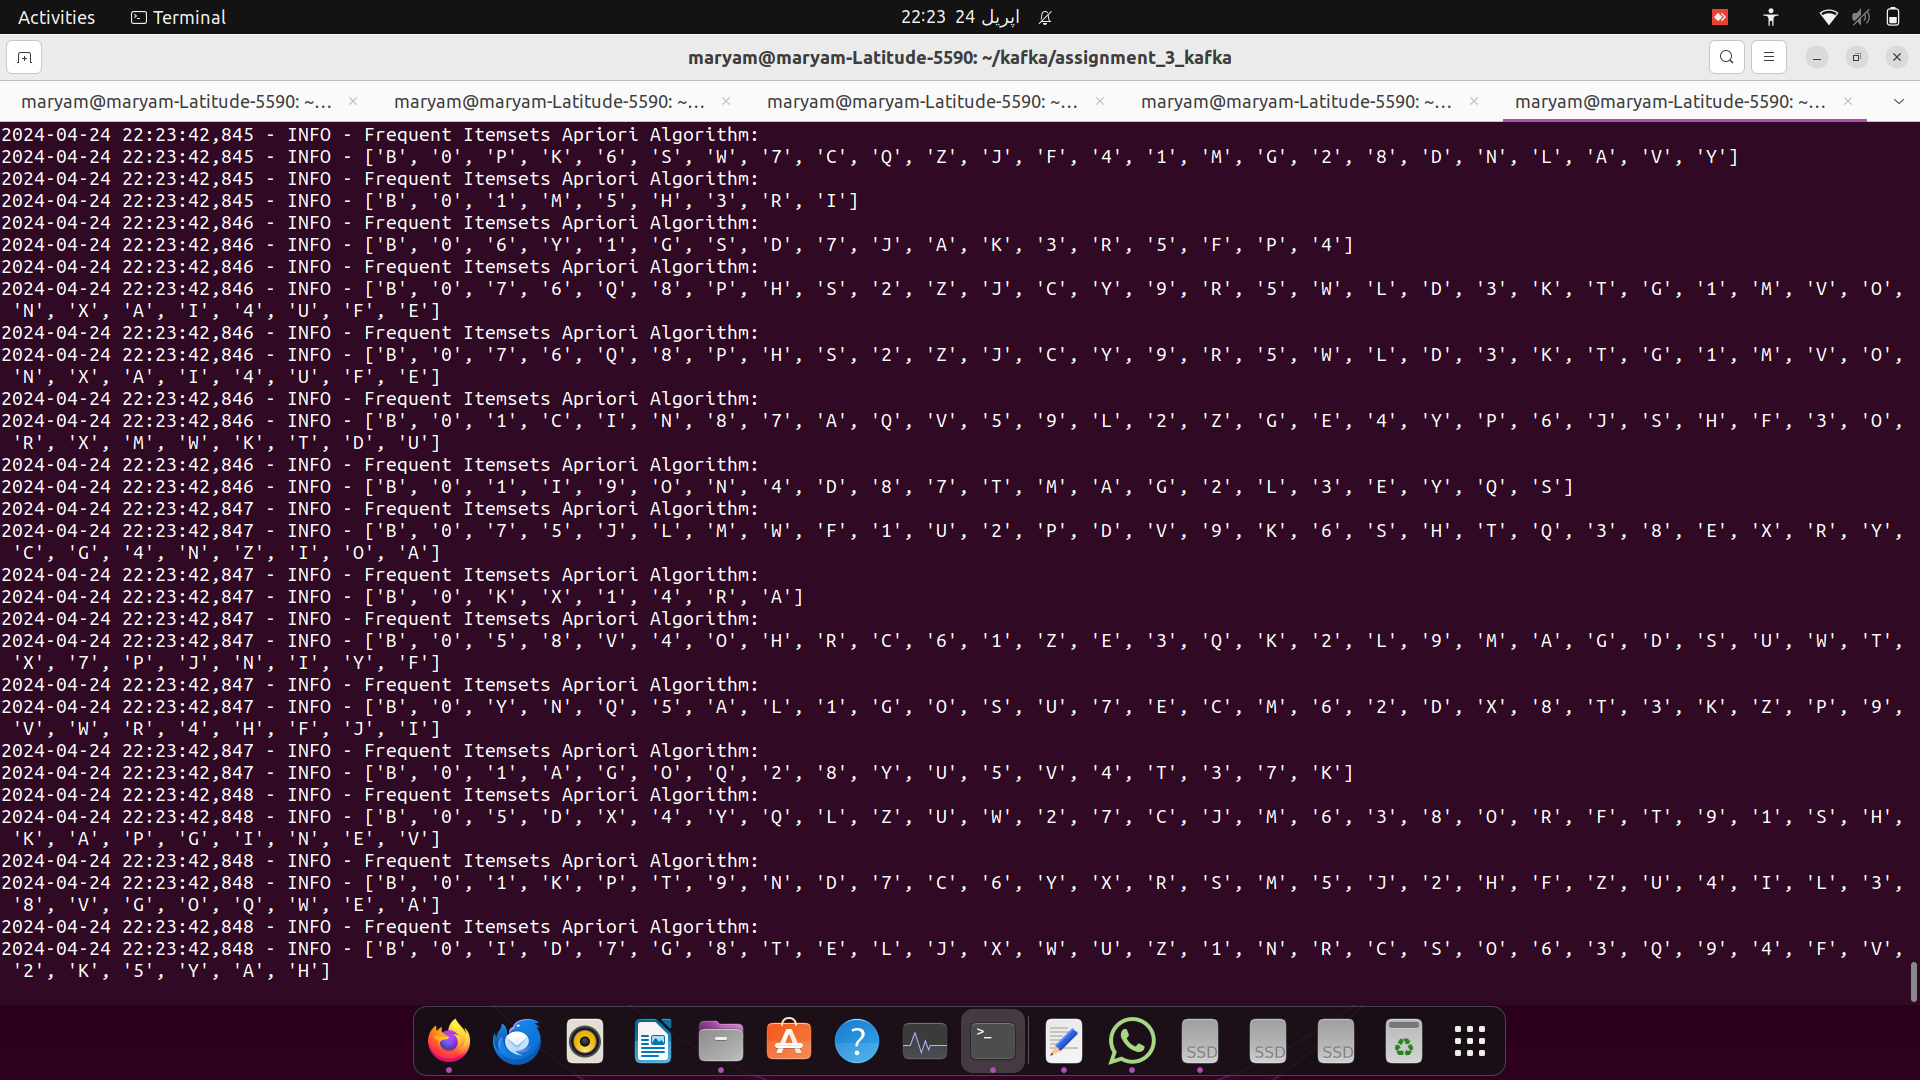 Activities
Terminal
22:23 24 اپریل
maryam@maryam-Latitude-5590: ~/kafka/assignment_3_kafka
maryam@maryam-Latitude-5590: ~...
maryam@maryam-Latitude-5590: ~...
maryam@maryam-Latitude-5590: ~...
maryam@maryam-Latitude-5590: ~...
maryam@maryam-Latitude-5590: ~...
2024-04-24 22:23:42,845 - INFO - Frequent Itemsets Apriori Algorithm:
2024-04-24 22:23:42,845 - INFO - ['B', '0', 'P', 'K', '6', 'S', 'W', '7', 'C', 'Q', 'Z', 'J', 'F', '4', '1', 'M', 'G', '2', '8', 'D', 'N', 'L', 'A', 'V', 'Y']
2024-04-24 22:23:42,845 - INFO - Frequent Itemsets Apriori Algorithm:
2024-04-24 22:23:42,845 - INFO - ['B', '0', '1', 'M', '5', 'H', '3', 'R', 'I']
2024-04-24 22:23:42,846 - INFO - Frequent Itemsets Apriori Algorithm:
2024-04-24 22:23:42,846 - INFO - ['B', '0', '6', 'Y', '1', 'G', 'S', 'D', '7', 'J', 'A', 'K', '3', 'R', '5', 'F', 'P', '4']
2024-04-24 22:23:42,846 - INFO - Frequent Itemsets Apriori Algorithm:
2024-04-24 22:23:42,846 - INFO - ['B', '0', '7', '6', 'Q', '8', 'P', 'H', 'S', '2', 'Z', 'J', 'C', 'Y', '9', 'R', '5', 'W', 'L', 'D', '3', 'K', 'T', 'G', '1', 'M', 'V', 'O',
'N', 'X', 'A', 'I', '4', 'U', 'F', 'E']
2024-04-24 22:23:42,846 - INFO - Frequent Itemsets Apriori Algorithm:
2024-04-24 22:23:42,846 - INFO - ['B', '0', '7', '6', 'Q', '8', 'P', 'H', 'S', '2', 'Z', 'J', 'C', 'Y', '9', 'R', '5', 'W', 'L', 'D', '3', 'K', 'T', 'G', '1', 'M', 'V', 'O',
'N', 'X', 'A', 'I', '4', 'U', 'F', 'E']
2024-04-24 22:23:42,846 - INFO - Frequent Itemsets Apriori Algorithm:
2024-04-24 22:23:42,846 - INFO - ['B', '0', '1', 'C', 'I', 'N', '8', '7', 'A', 'Q', 'V', '5', '9', 'L', '2', 'Z', 'G', 'E', '4', 'Y', 'P', '6', 'J', 'S', 'H', 'F', '3', 'O',
'R', 'X', 'M', 'W', 'K', 'T', 'D', 'U']
2024-04-24 22:23:42,846 - INFO - Frequent Itemsets Apriori Algorithm:
2024-04-24 22:23:42,846 - INFO - ['B', '0', '1', 'I', '9', 'O', 'N', '4', 'D', '8', '7', 'T', 'M', 'A', 'G', '2', 'L', '3', 'E', 'Y', 'Q', 'S']
2024-04-24 22:23:42,847 - INFO - Frequent Itemsets Apriori Algorithm:
2024-04-24 22:23:42,847 - INFO - ['B', '0', '7', '5', 'J', 'L', 'M', 'W', 'F', '1', 'U', '2', 'P', 'D', 'V', '9', 'K', '6', 'S', 'H', 'T', 'Q', '3', '8', 'E', 'X', 'R', 'Y',
'C', 'G', '4', 'N', 'Z', 'I', 'O', 'A']
2024-04-24 22:23:42,847 - INFO - Frequent Itemsets Apriori Algorithm:
2024-04-24 22:23:42,847 - INFO - ['B', '0', 'K', 'X', '1', '4', 'R', 'A']
2024-04-24 22:23:42,847 - INFO - Frequent Itemsets Apriori Algorithm:
2024-04-24 22:23:42,847 - INFO - ['B', '0', '5', '8', 'V', '4', 'O', 'H', 'R', 'C', '6', '1', 'Z', 'E', '3', 'Q', 'K', '2', 'L', '9', 'M', 'A', 'G', 'D', 'S', 'U', 'W', 'T',
'X', '7', 'P', 'J', 'N', 'I', 'Y', 'F']
2024-04-24 22:23:42,847 - INFO - Frequent Itemsets Apriori Algorithm:
2024-04-24 22:23:42,847 - INFO - ['B', '0', 'Y', 'N', 'Q', '5', 'A', 'L', '1', 'G', 'O', 'S', 'U', '7', 'E', 'C', 'M', '6', '2', 'D', 'X', '8', 'T', '3', 'K', 'Z', 'P', '9',
'V', 'W', 'R', '4', 'H', 'F', 'J', 'I']
2024-04-24 22:23:42,847 - INFO - Frequent Itemsets Apriori Algorithm:
2024-04-24 22:23:42,847 - INFO - ['B', '0', '1', 'A', 'G', 'O', 'Q', '2', '8', 'Y', 'U', '5', 'V', '4', 'T', '3', '7', 'K']
2024-04-24 22:23:42,848 - INFO - Frequent Itemsets Apriori Algorithm:
2024-04-24 22:23:42,848 - INFO - ['B', '0', '5', 'D', 'X', '4', 'Y', 'Q', 'L', 'Z', 'U', 'W', '2', '7', 'C', 'J', 'M', '6', '3', '8', 'O', 'R', 'F', 'T', '9', '1', 'S', 'H',
'K', 'A', 'P', 'G', 'I', 'N', 'E', 'V']
2024-04-24 22:23:42,848 - INFO - Frequent Itemsets Apriori Algorithm:
2024-04-24 22:23:42,848 - INFO - ['B', '0', '1', 'K', 'P', 'T', '9', 'N', 'D', '7', 'C', '6', 'Y', 'X', 'R', 'S', 'M', '5', 'J', '2', 'H', 'F', 'Z', 'U', '4', 'I', 'L', '3',
'8', 'V', 'G', 'O', 'Q', 'W', 'E', 'A']
2024-04-24 22:23:42,848 - INFO - Frequent Itemsets Apriori Algorithm:
2024-04-24 22:23:42,848 - INFO - ['B', '0', 'I', 'D', '7', 'G', '8', 'T', 'E', 'L', 'J', 'X', 'W', 'U', 'Z', '1', 'N', 'R', 'C', 'S', 'O', '6', '3', 'Q', '9', '4', 'F', 'V',
'2', 'K', '5', 'Y', 'A', 'H']
SSD
SSD
SSD